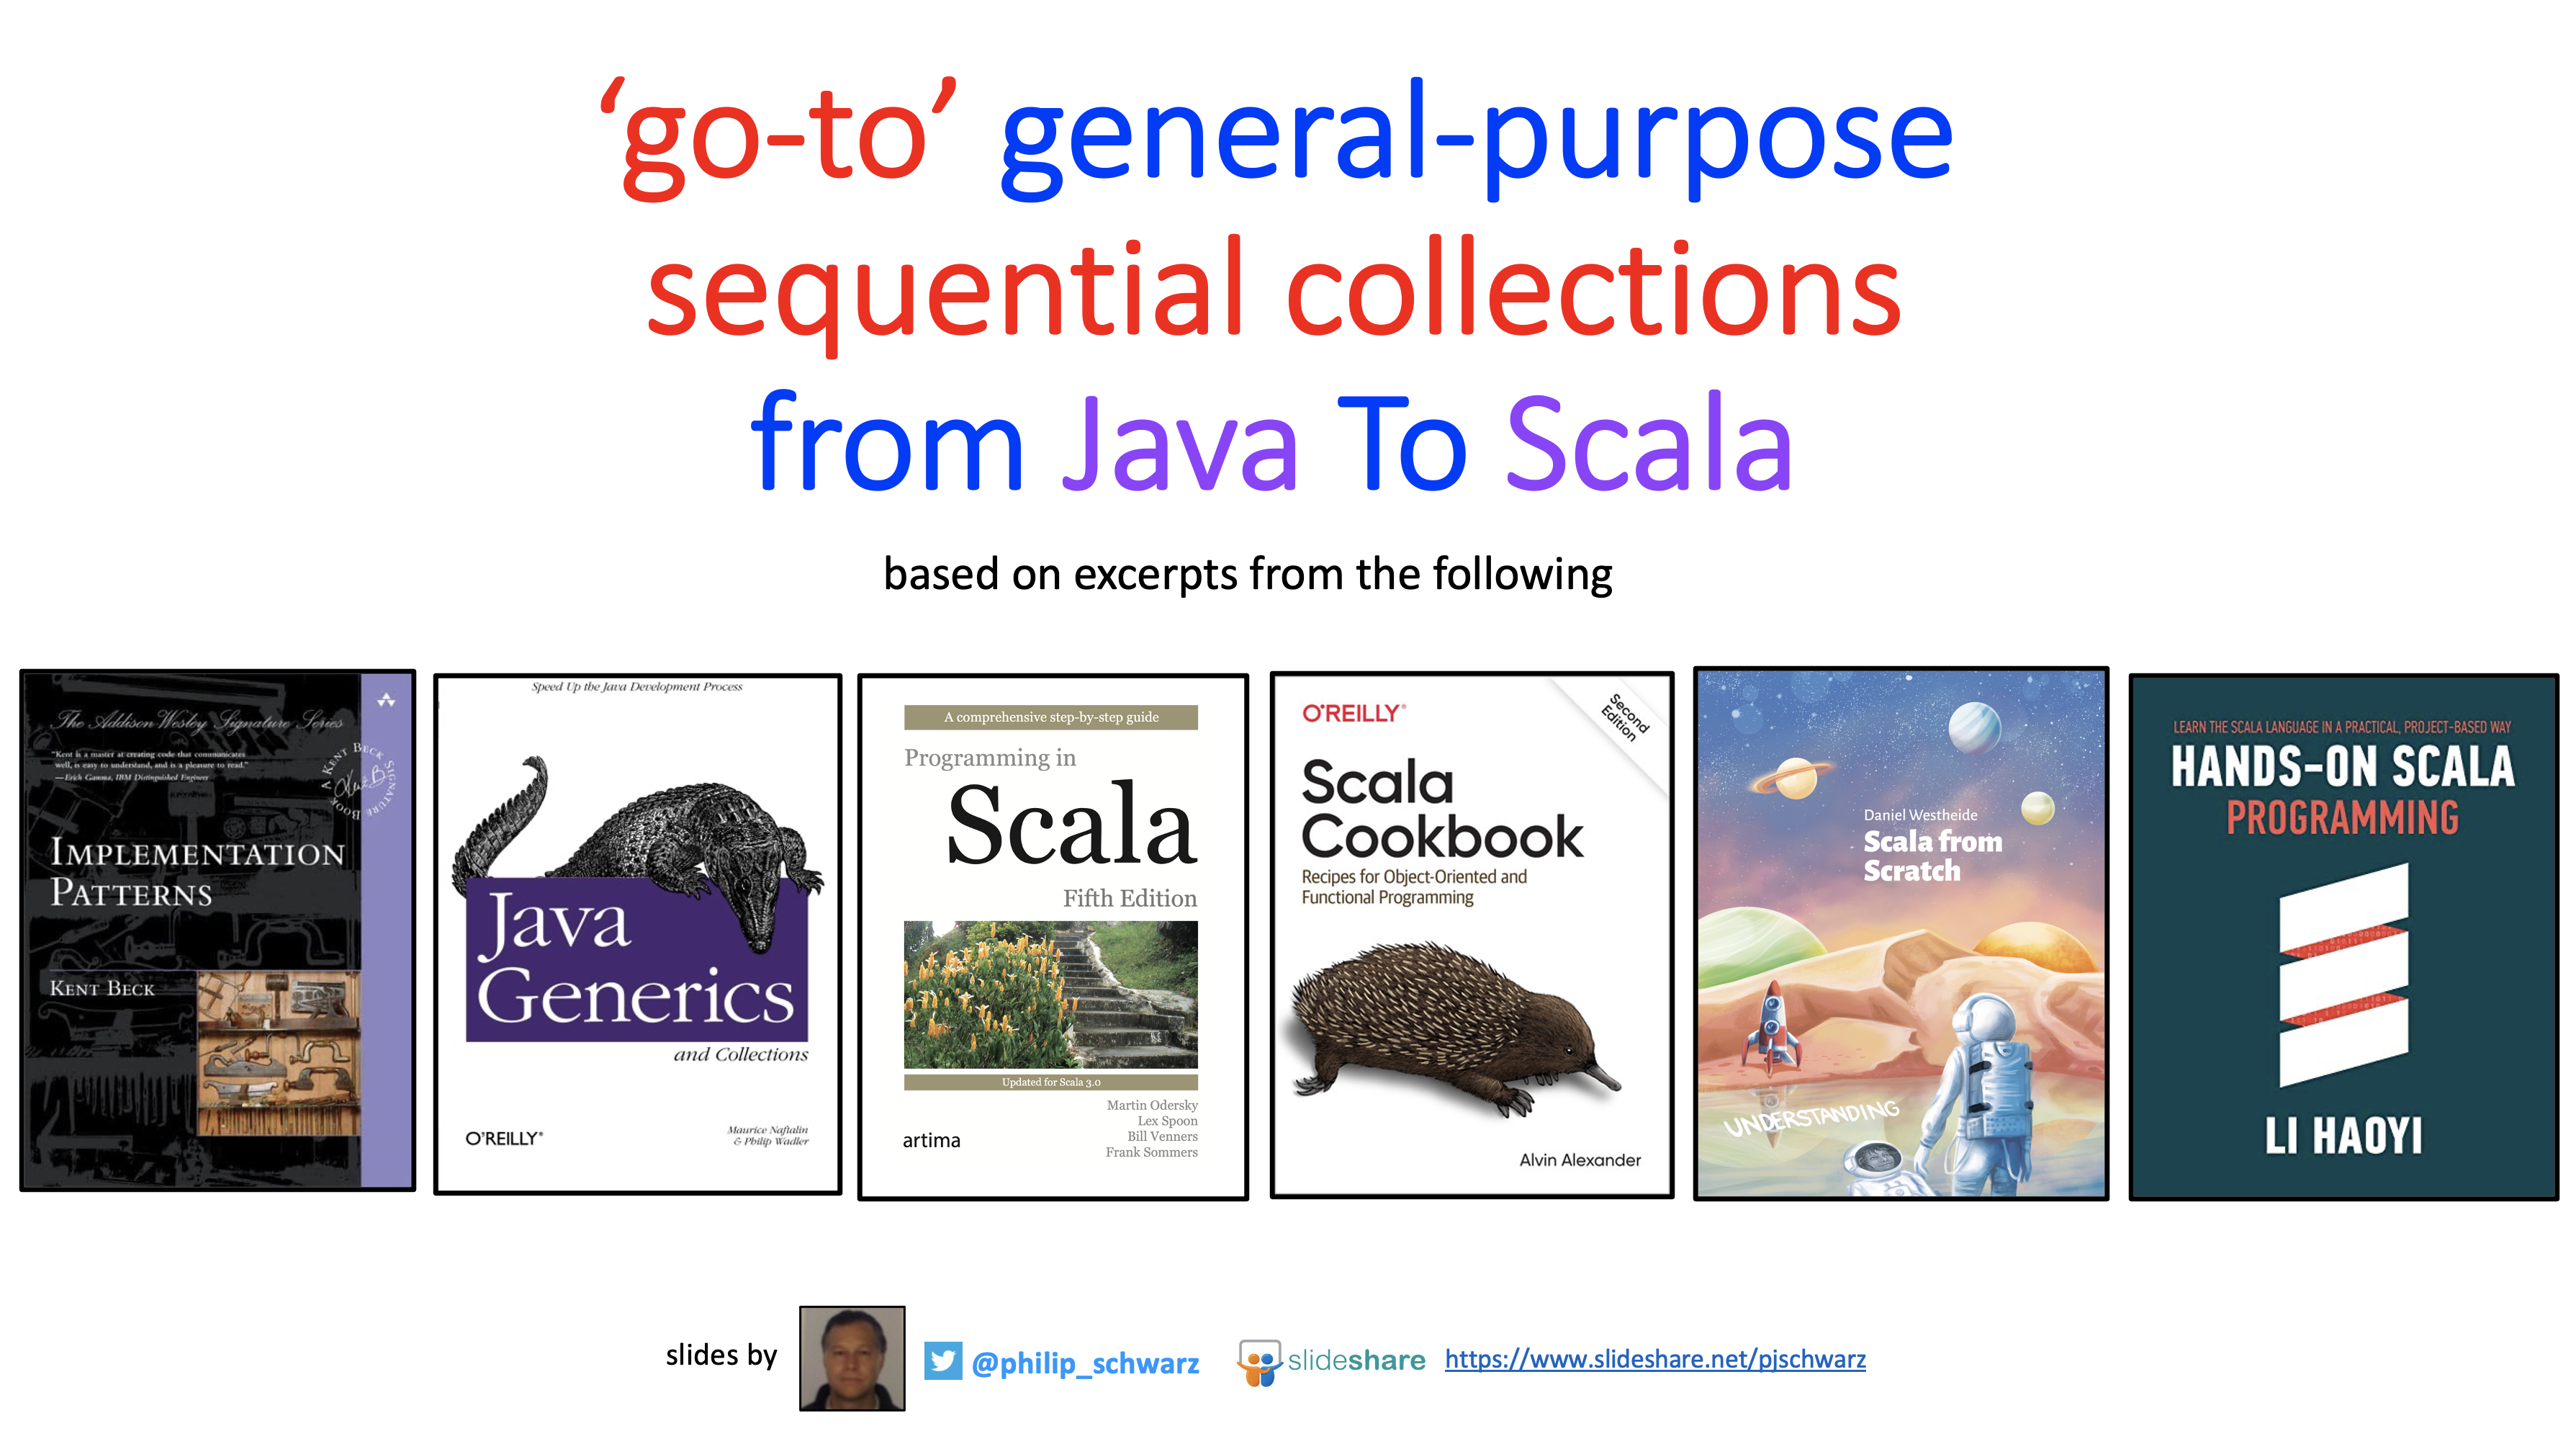 ‘go-to’ general-purpose
sequential collections
from Java To Scala
based on excerpts from the following
The Addison Wesley Signature Series
"Kent is a master at creating code that communicates
well, is easy to understand, and is a pleasure to read."
—Erich Gamma, IBM Distinguished Engineer
A KENT BECK SIGNATURE BOOK
IMPLEMENTATION
PATTERNS
KENT BECK
Speed Up the Java Development Process
Java
Generics
and Collections
O'REILLY®
Maurice Naftalin
& Philip Wadler
A comprehensive step-by-step guide
Programming in
Scala
Fifth Edition
Updated for Scala 3.0
Martin Odersky
Lex Spoon
Bill Venners
Frank Sommers
artima
O'REILLY®
Second
Edition
Scala
Cookbook
Recipes for Object-Oriented and
Functional Programming
Alvin Alexander
Daniel Westheide
Scala from
Scratch
UNDERSTANDING
LEARN THE SCALA LANGUAGE IN A PRACTICAL, PROJECT-BASED WAY
HANDS-ON SCALA
PROGRAMMING
LI HAOYI
slides by
@philip_schwarz
slideshare
https://www.slideshare.net/pjschwarz